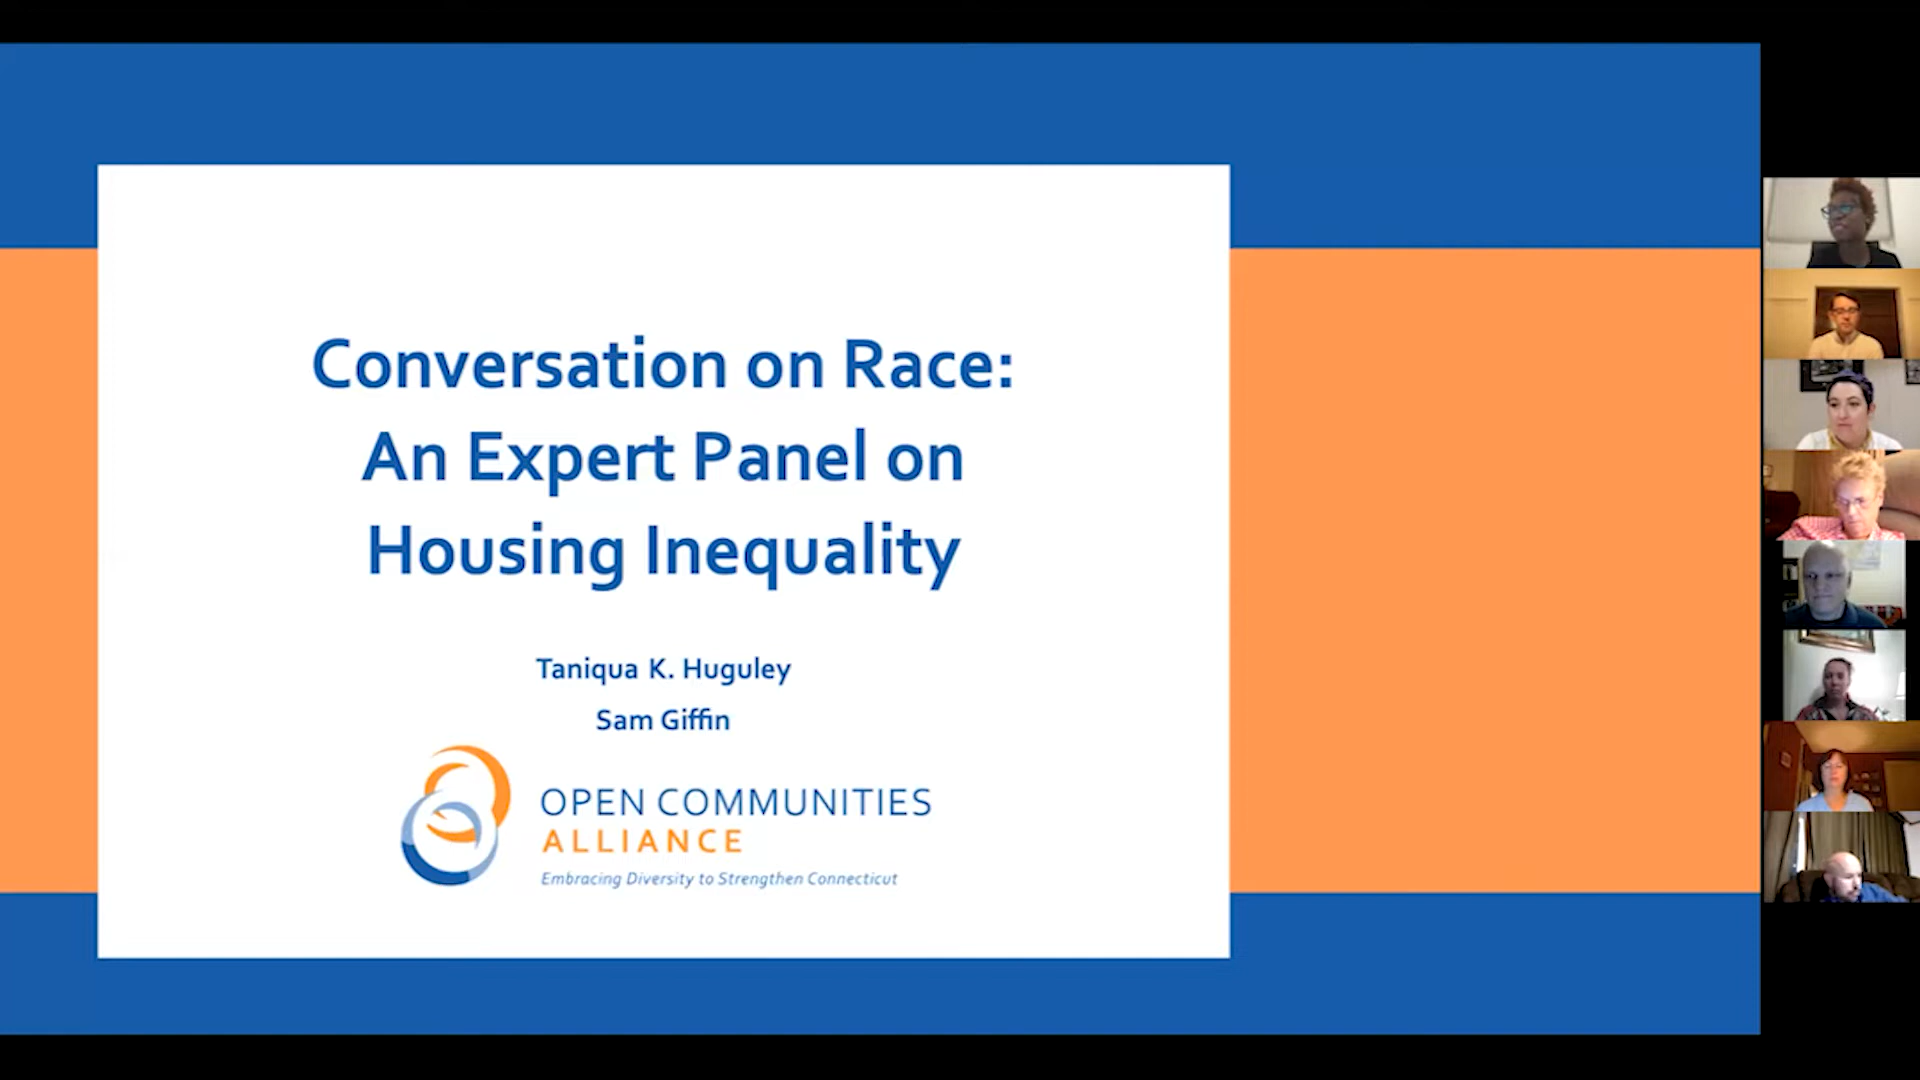 Conversation on Race:
An Expert Panel on
Housing Inequality
Taniqua K. Huguley
Sam Giffin
OPEN COMMUNITIES
ALLIANCE
Embracing Diversity to Strengthen Connecticut